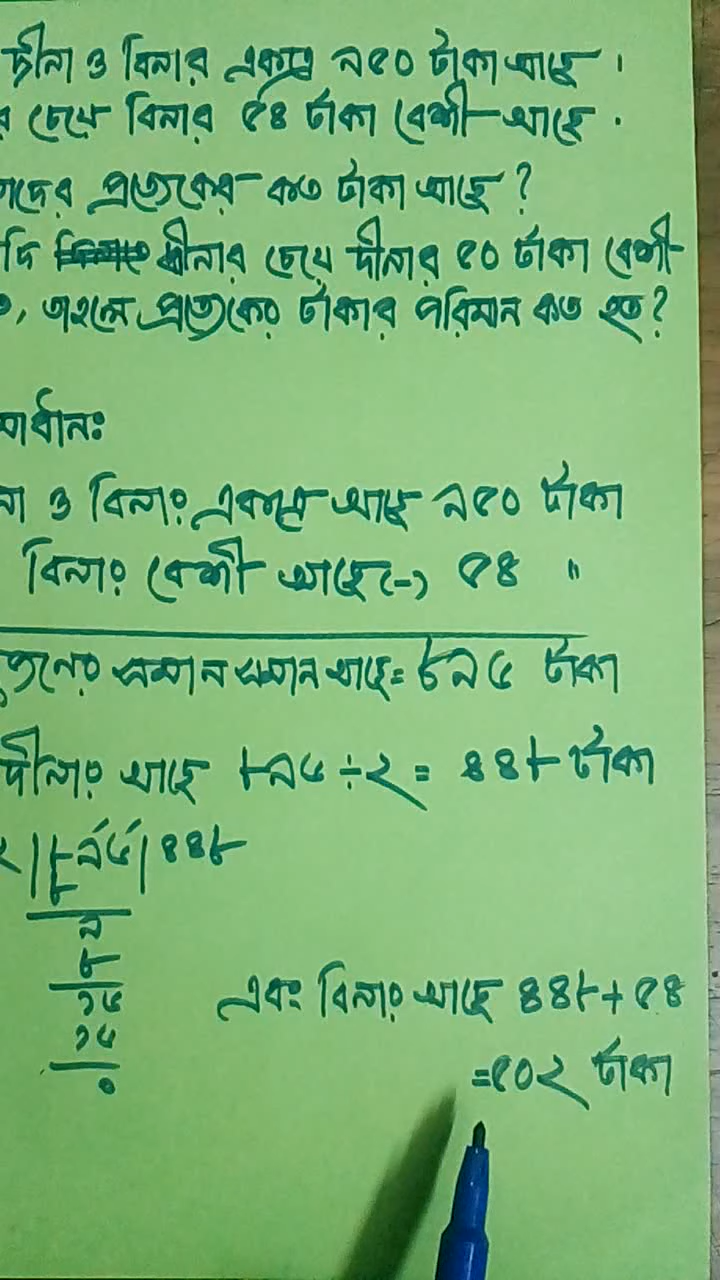 দীনা ও বিনার একত্রে ৯৫০ টাকা আছে।
র চেয়ে বিনার ৫৪ টাকা বেশী আছে.
াদের প্রত্যেকের কত টাকা আছে?
দি বীনার চেয়ে দীনার ৫০ টাকা বেশী
, তাহলে প্রত্যেকের টাকার পরিমান কত হত?
মাধান:
না ও বিনার একত্রে আছে ৯৫০ টাকা
বিনার বেশী আছে(-) ৫৪ "
জনের সমান সমান আছে= ৮৯৬ টাকা
দীনার আছে ৮৯৬÷২= ৪৪৮ টাকা
২|৮৯৬|৪৪৮
৮
৯
৮
১৬
১৬
০
এবং বিনার আছে ৪৪৮+৫৪
=৫০২ টাকা